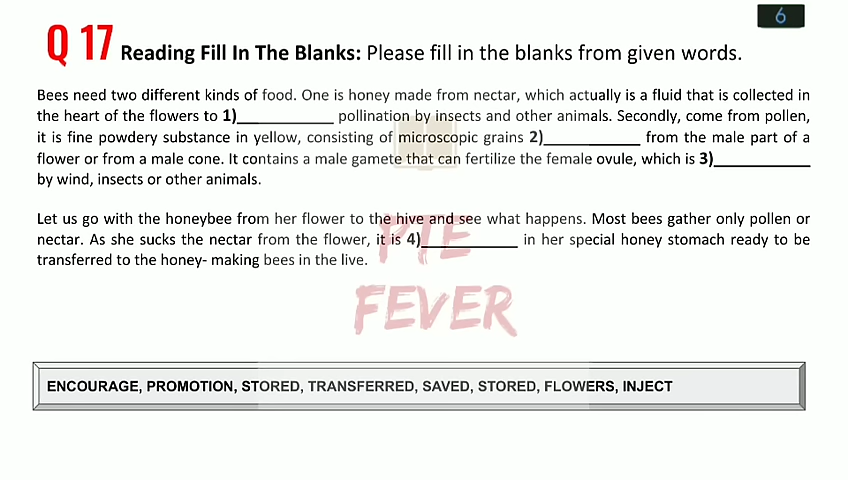 6
Q 17 Reading Fill In The Blanks: Please fill in the blanks from given words.
Bees need two different kinds of food. One is honey made from nectar, which actually is a fluid that is collected in
the heart of the flowers to 1)____________ pollination by insects and other animals. Secondly, come from pollen,
it is fine powdery substance in yellow, consisting of microscopic grains 2)____________ from the male part of a
flower or from a male cone. It contains a male gamete that can fertilize the female ovule, which is 3)____________
by wind, insects or other animals.
Let us go with the honeybee from her flower to the hive and see what happens. Most bees gather only pollen or
nectar. As she sucks the nectar from the flower, it is 4)____________ in her special honey stomach ready to be
transferred to the honey- making bees in the live.
PTE
FEVER
ENCOURAGE, PROMOTION, STORED, TRANSFERRED, SAVED, STORED, FLOWERS, INJECT